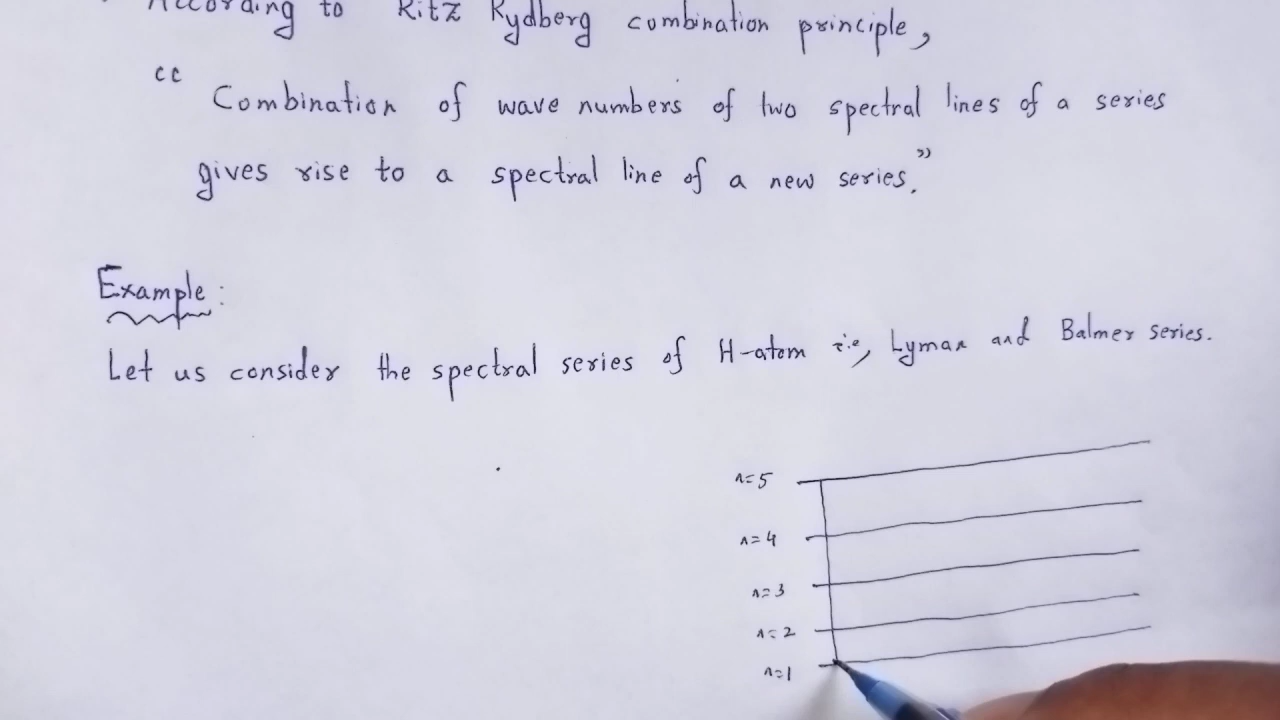 According to Ritz Rydberg combination principle,
“ Combination of wave numbers of two spectral lines of a series
gives rise to a spectral line of a new series.”
Example:
Let us consider the spectral series of H-atom i.e, Lyman and Balmer series.
n=5
n=4
n=3
n=2
n=1